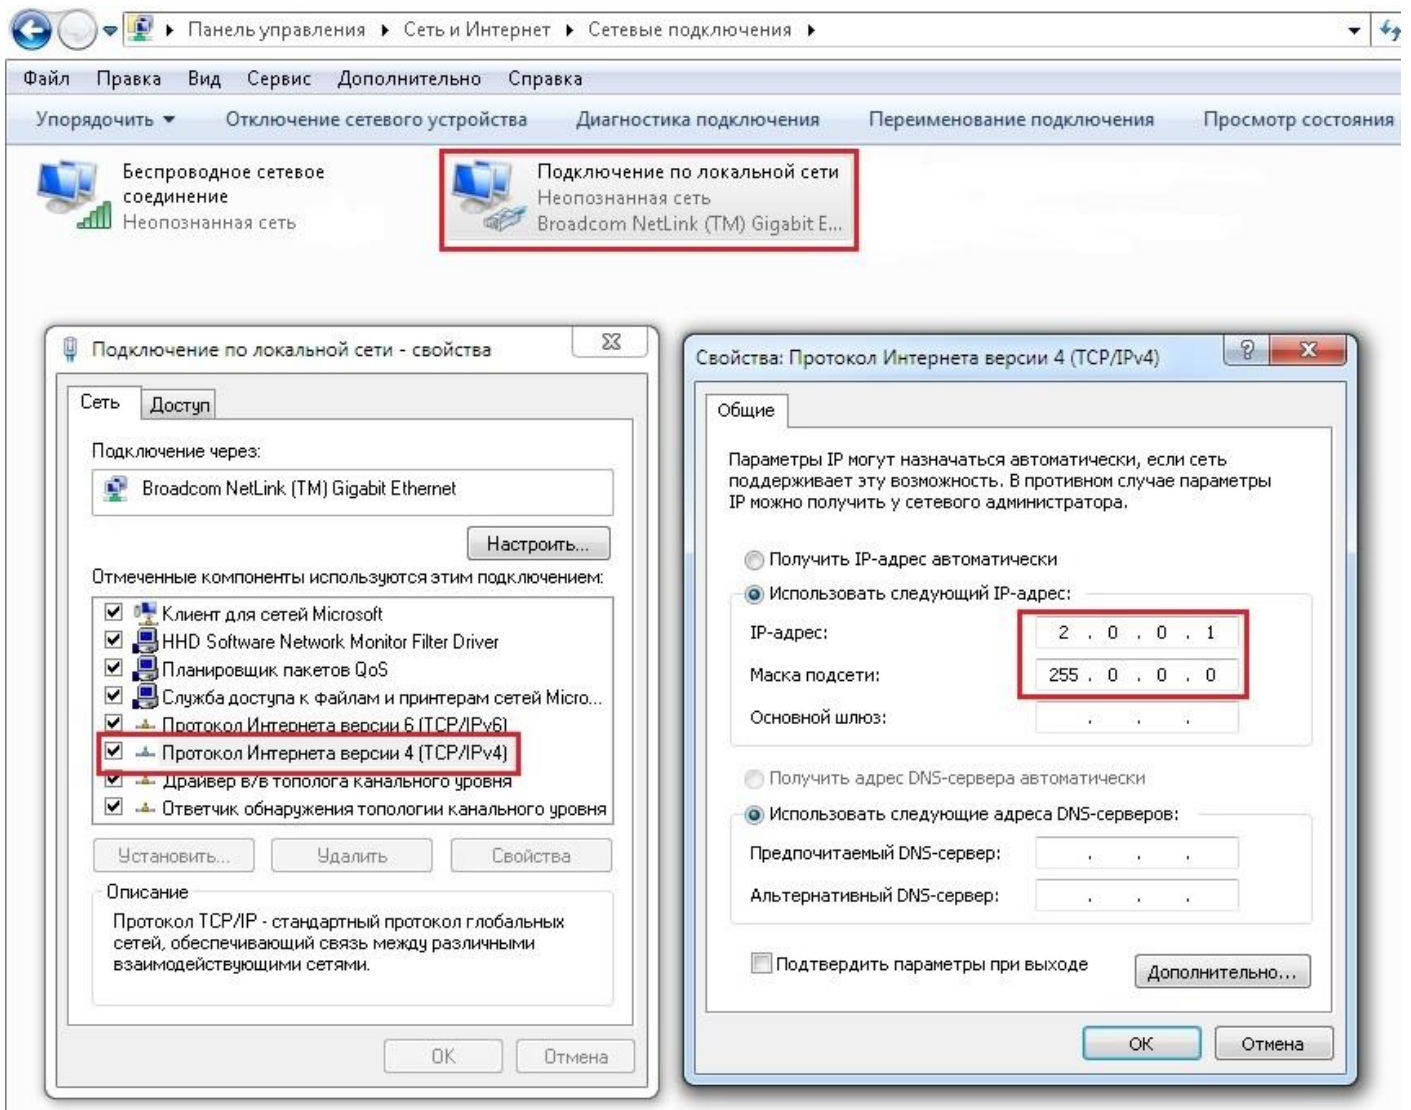 Панель управления Сеть и Интернет Сетевые подключения
Файл Правка Вид Сервис Дополнительно Справка
Упорядочить Отключение сетевого устройства Диагностика подключения Переименование подключения Просмотр состояния
Беспроводное сетевое
соединение
Неопознанная сеть
Подключение по локальной сети
Неопознанная сеть
Broadcom NetLink (TM) Gigabit E...
Подключение по локальной сети - свойства
Сеть Доступ
Подключение через:
Broadcom NetLink (TM) Gigabit Ethernet
Настроить...
Отмеченные компоненты используются этим подключением:
Клиент для сетей Microsoft
HHD Software Network Monitor Filter Driver
Планировщик пакетов QoS
Служба доступа к файлам и принтерам сетей Micro...
Протокол Интернета версии 6 (TCP/IPv6)
Протокол Интернета версии 4 (TCP/IPv4)
Драйвер в/в тополога канального уровня
Ответчик обнаружения топологии канального уровня
Установить... Удалить Свойства
Описание
Протокол TCP/IP - стандартный протокол глобальных
сетей, обеспечивающий связь между различными
взаимодействующими сетями.
OK Отмена
Свойства: Протокол Интернета версии 4 (TCP/IPv4)
Общие
Параметры IP могут назначаться автоматически, если сеть
поддерживает эту возможность. В противном случае параметры
IP можно получить у сетевого администратора.
Получить IP-адрес автоматически
Использовать следующий IP-адрес:
IP-адрес: 2 . 0 . 0 . 1
Маска подсети: 255 . 0 . 0 . 0
Основной шлюз: . . .
Получить адрес DNS-сервера автоматически
Использовать следующие адреса DNS-серверов:
Предпочитаемый DNS-сервер: . . .
Альтернативный DNS-сервер: . . .
Подтвердить параметры при выходе
Дополнительно...
OK Отмена